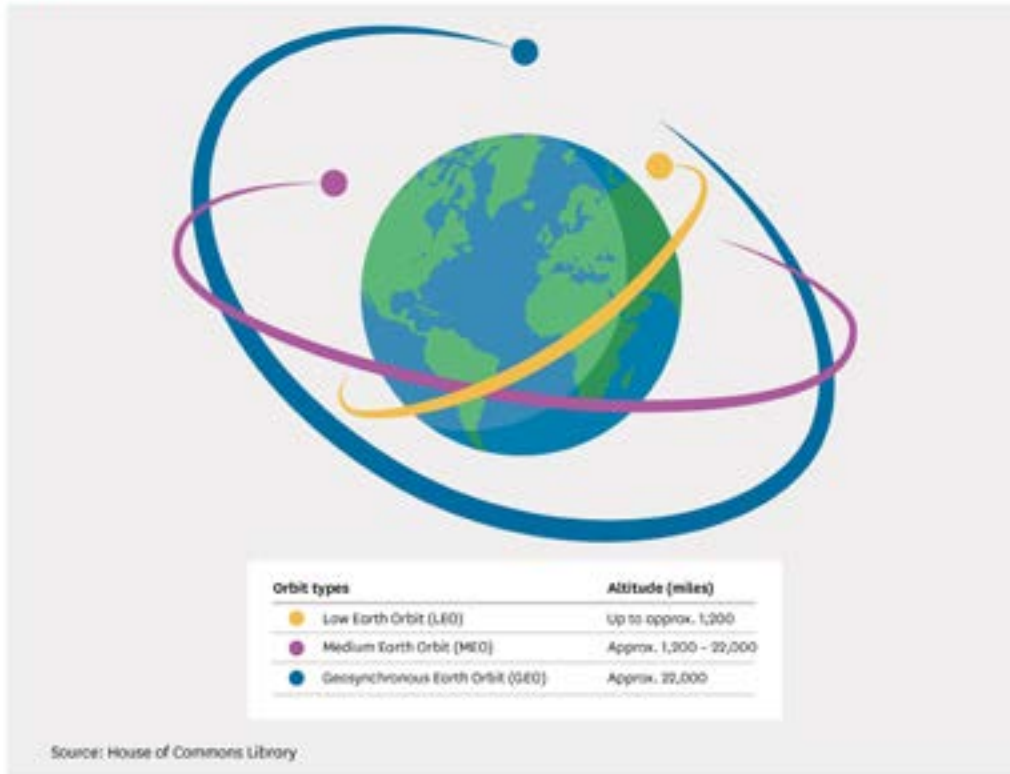 Orbit types Altitude (miles)
Low Earth Orbit (LEO) Up to approx. 1,200
Medium Earth Orbit (MEO) Approx. 1,200 – 22,000
Geosynchronous Earth Orbit (GEO) Approx. 22,000
Source: House of Commons Library